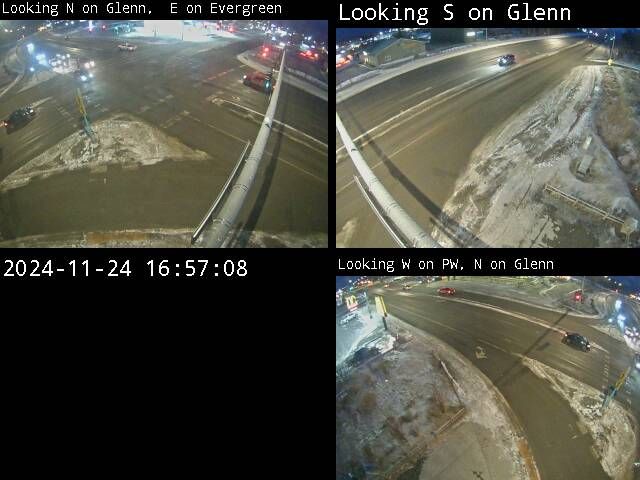 Looking N on Glenn,  E on Evergreen
Looking S on Glenn
2024-11-24 16:57:08
Looking W on PW, N on Glenn